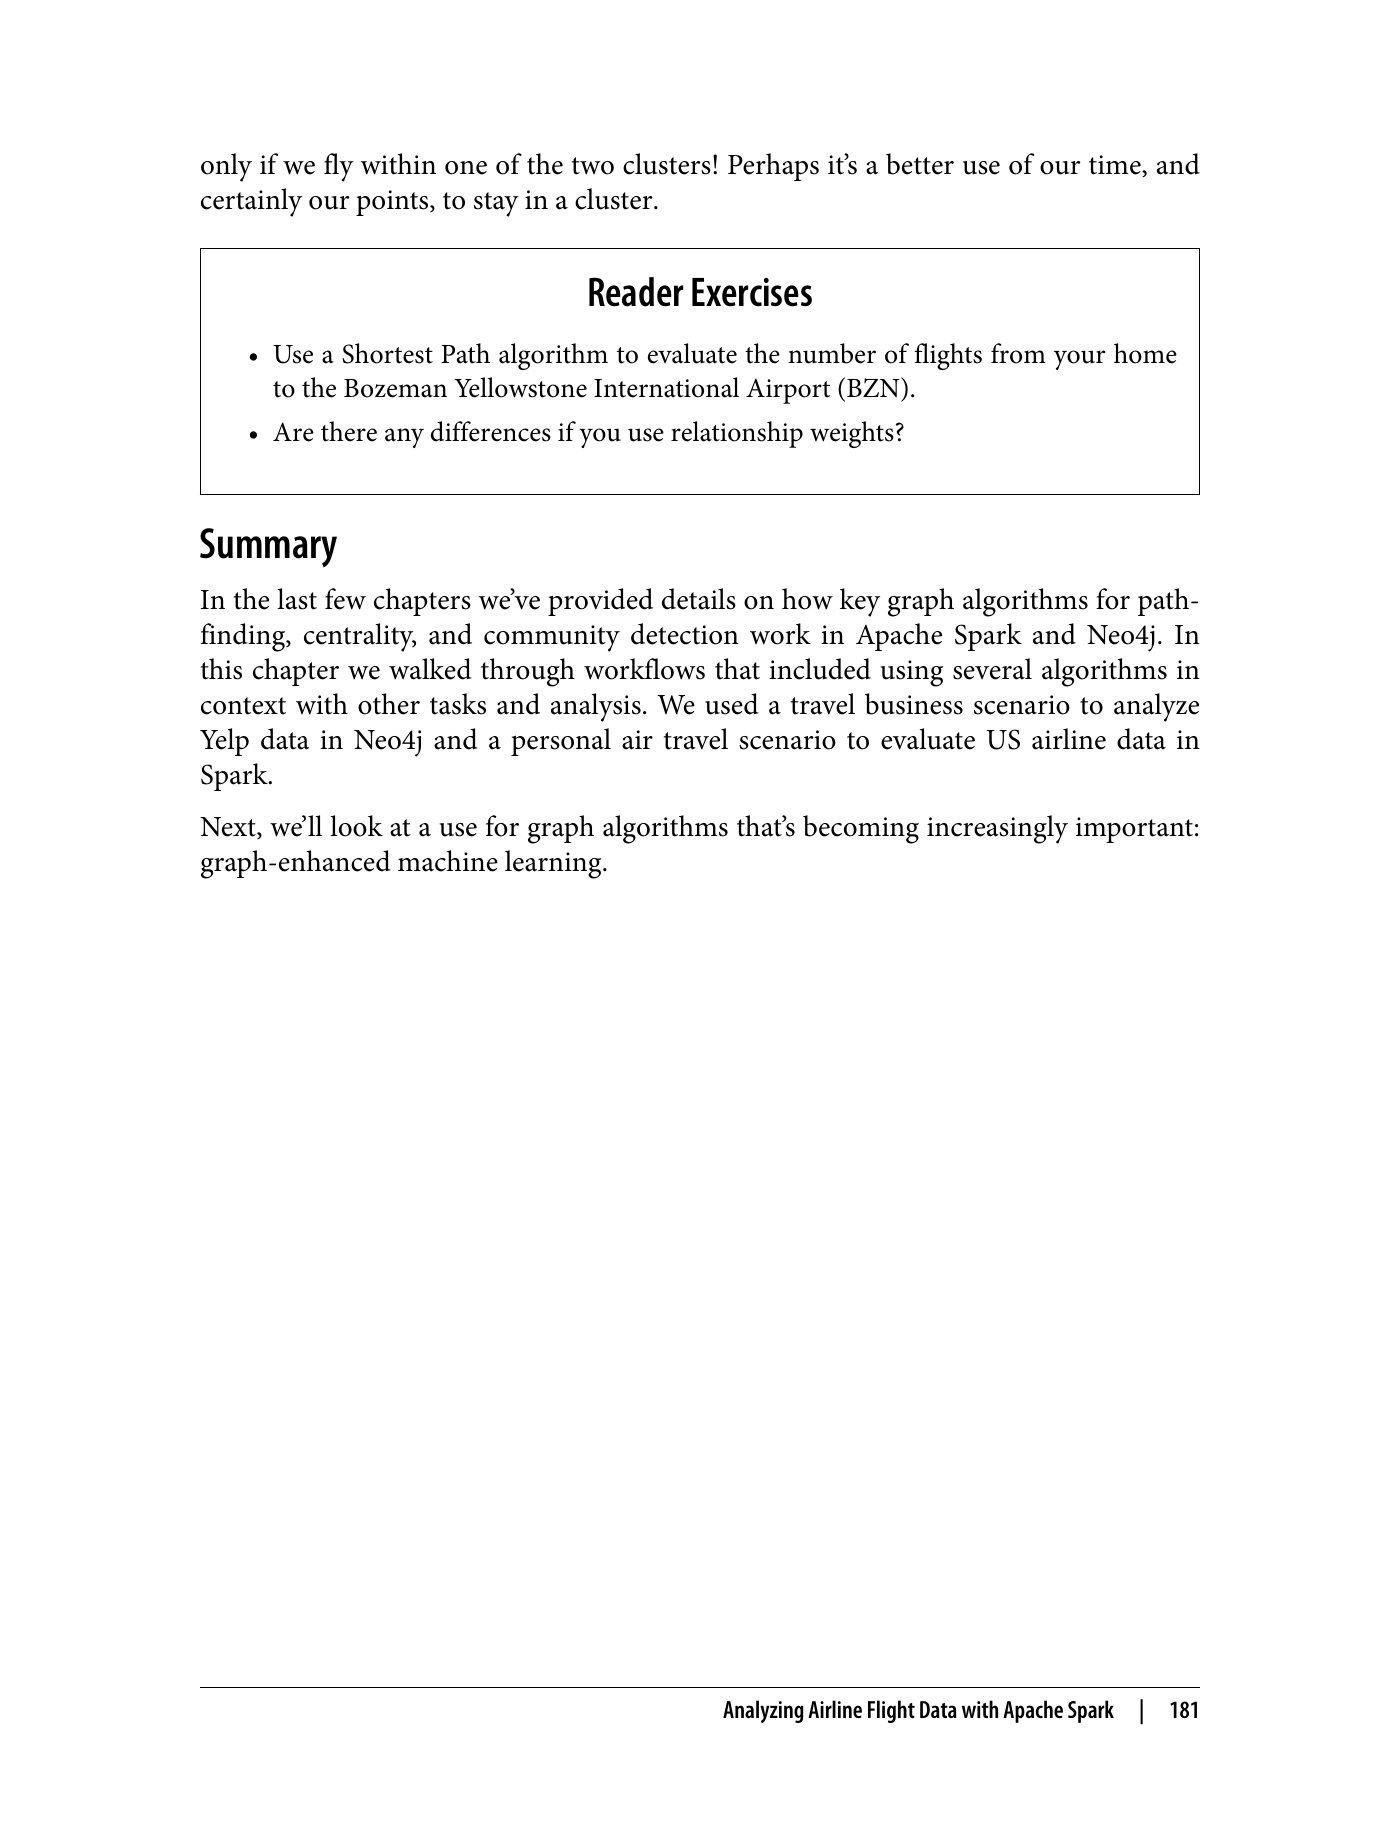 only if we fly within one of the two clusters! Perhaps it’s a better use of our time, and
certainly our points, to stay in a cluster.
Reader Exercises
• Use a Shortest Path algorithm to evaluate the number of flights from your home
to the Bozeman Yellowstone International Airport (BZN).
• Are there any differences if you use relationship weights?
Summary
In the last few chapters we’ve provided details on how key graph algorithms for path-
finding, centrality, and community detection work in Apache Spark and Neo4j. In
this chapter we walked through workflows that included using several algorithms in
context with other tasks and analysis. We used a travel business scenario to analyze
Yelp data in Neo4j and a personal air travel scenario to evaluate US airline data in
Spark.
Next, we’ll look at a use for graph algorithms that’s becoming increasingly important:
graph-enhanced machine learning.
Analyzing Airline Flight Data with Apache Spark | 181